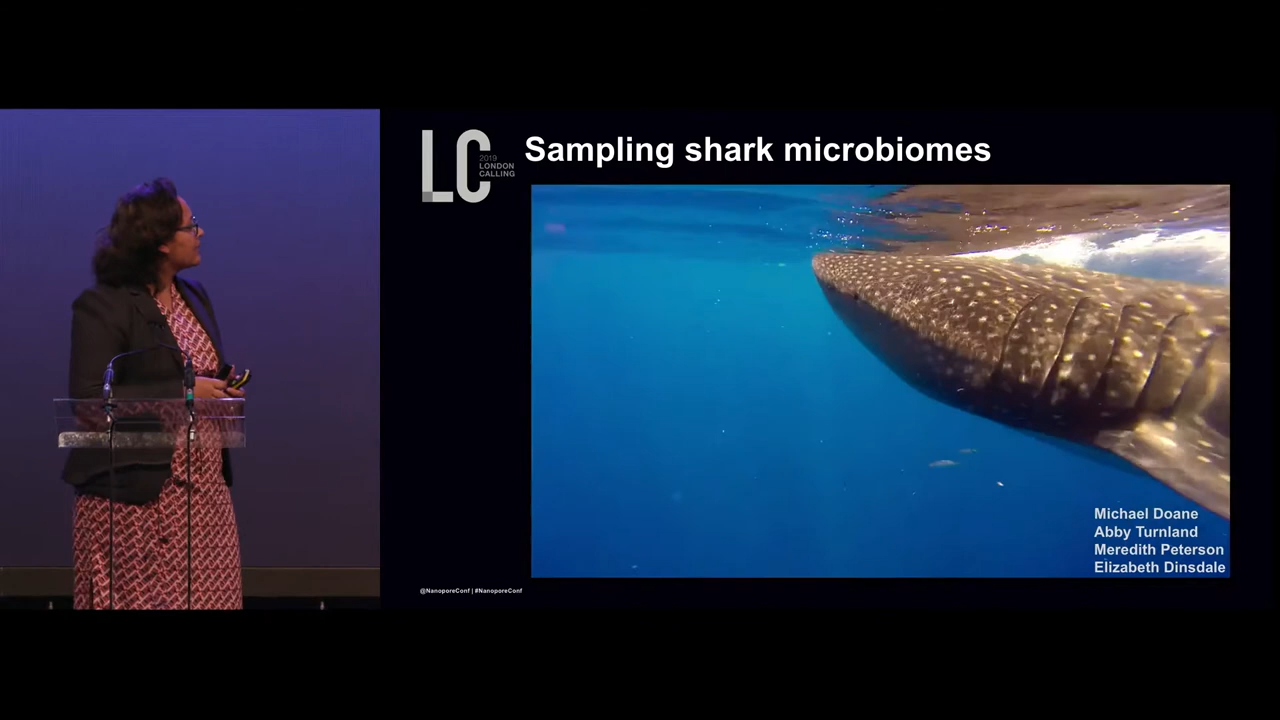 LC
2019
LONDON
CALLING
Sampling shark microbiomes
Michael Doane
Abby Turnland
Meredith Peterson
Elizabeth Dinsdale
@NanoporeConf | #NanoporeConf